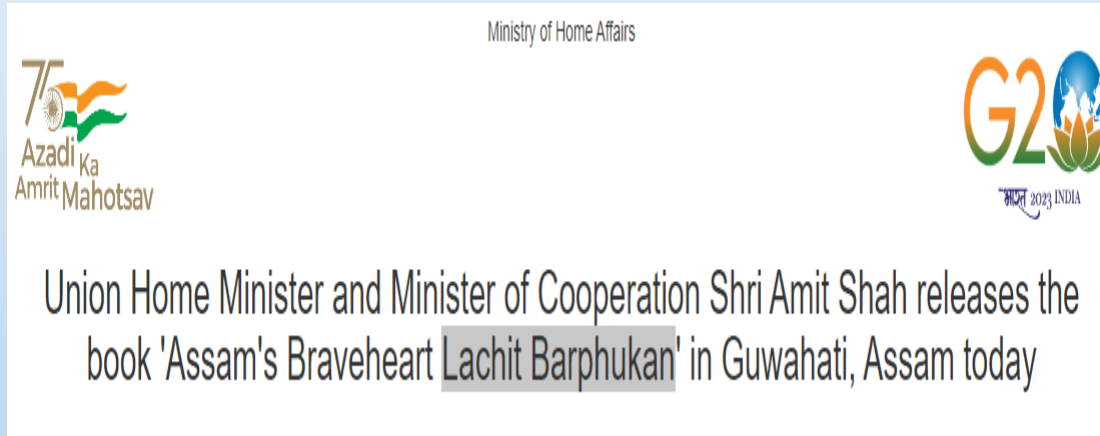 Ministry of Home Affairs
75
Azadi Ka
Amrit Mahotsav
G20
भारत 2023 INDIA
Union Home Minister and Minister of Cooperation Shri Amit Shah releases the
book 'Assam's Braveheart Lachit Barphukan' in Guwahati, Assam today